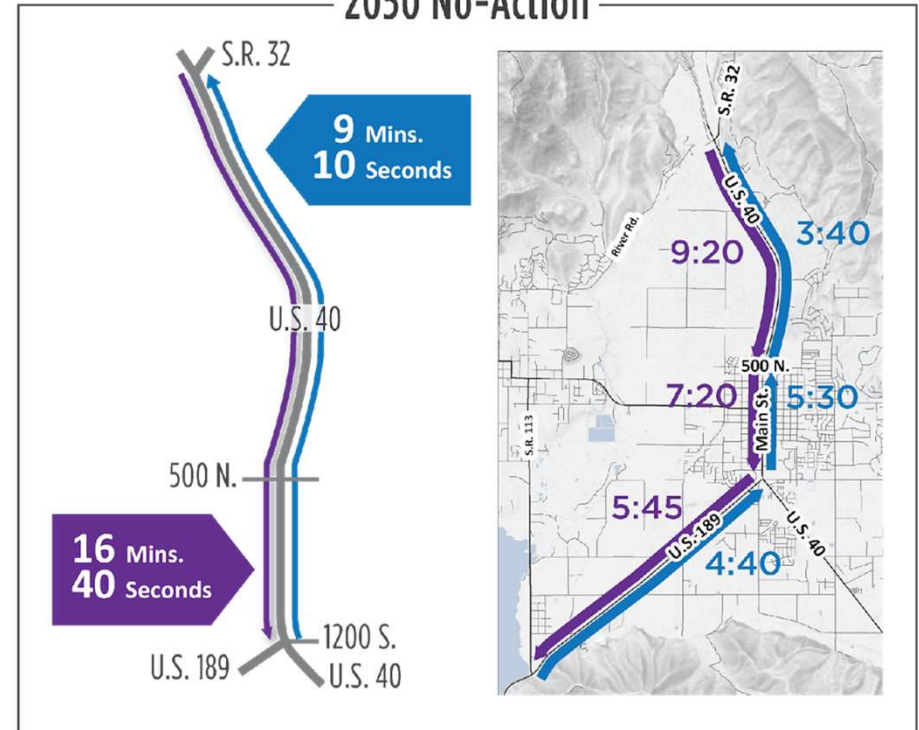 2050 No-Action
S.R. 32
9 Mins.
10 Seconds
U.S. 40
500 N.
16 Mins.
40 Seconds
1200 S.
U.S. 189
U.S. 40
S.R. 32
U.S. 40
3:40
River Rd.
9:20
500 N.
7:20
Main St.
5:30
S.R. 113
5:45
U.S. 189
U.S. 40
4:40